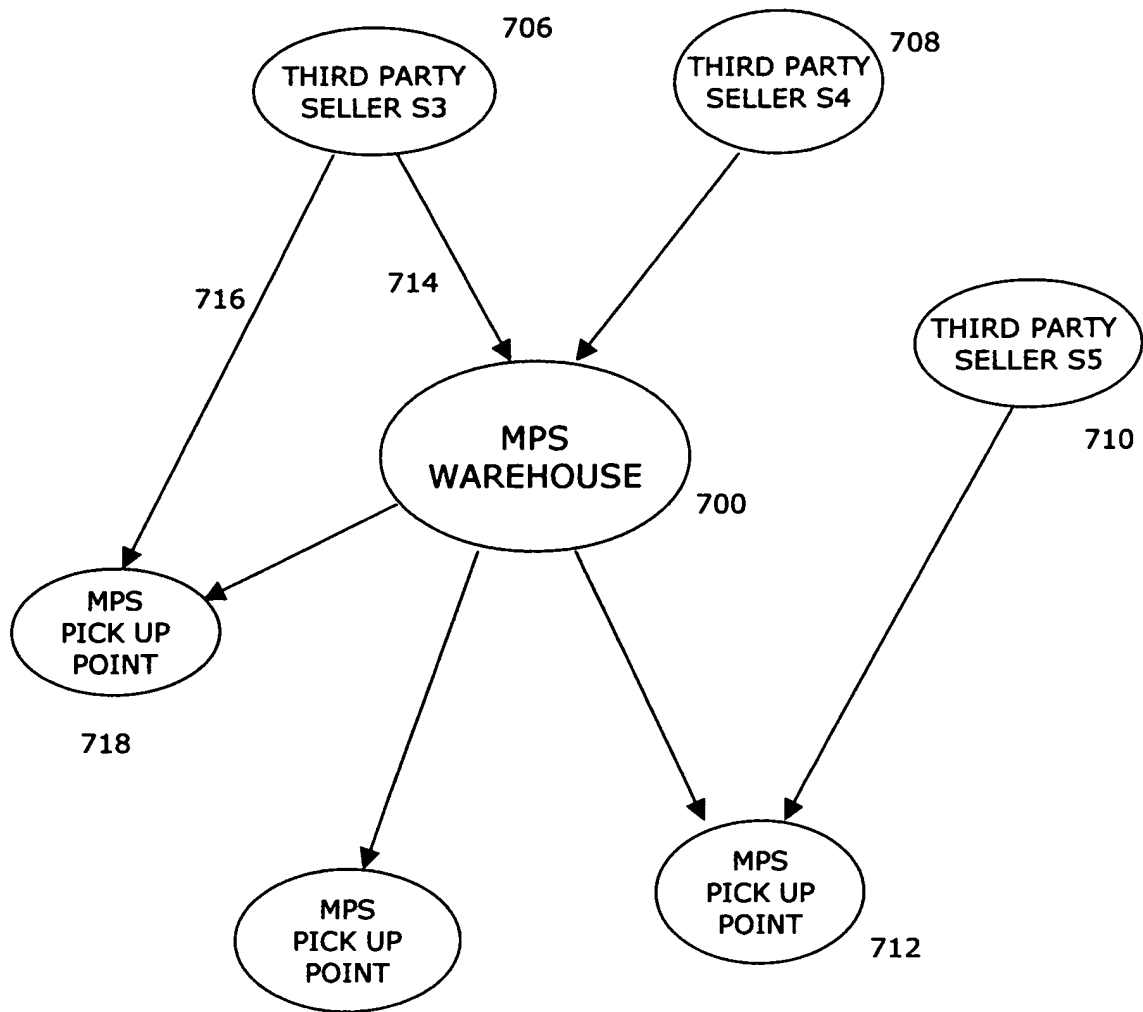 706
THIRD PARTY
SELLER S3
708
THIRD PARTY
SELLER S4
716
714
THIRD PARTY
SELLER S5
710
MPS
WAREHOUSE
700
MPS
PICK UP
POINT
718
MPS
PICK UP
POINT
MPS
PICK UP
POINT
712